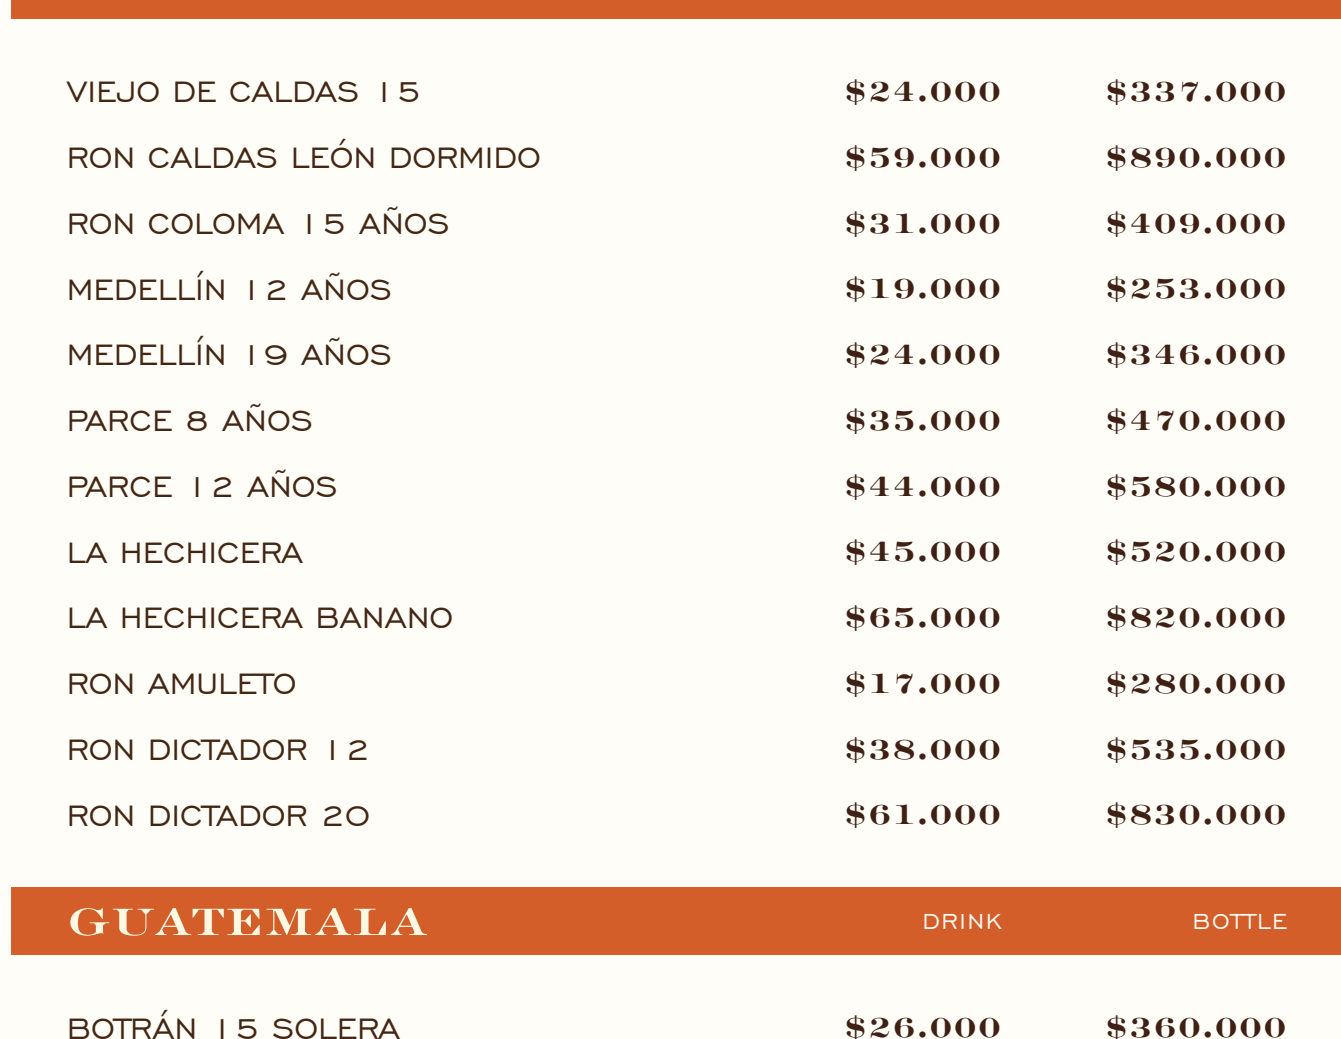 VIEJO DE CALDAS 15 $24.000 $337.000
RON CALDAS LEÓN DORMIDO $59.000 $890.000
RON COLOMA 15 AÑOS $31.000 $409.000
MEDELLÍN 12 AÑOS $19.000 $253.000
MEDELLÍN 19 AÑOS $24.000 $346.000
PARCE 8 AÑOS $35.000 $470.000
PARCE 12 AÑOS $44.000 $580.000
LA HECHICERA $45.000 $520.000
LA HECHICERA BANANO $65.000 $820.000
RON AMULETO $17.000 $280.000
RON DICTADOR 12 $38.000 $535.000
RON DICTADOR 20 $61.000 $830.000
GUATEMALA DRINK BOTTLE
BOTRÁN 15 SOLERA $26.000 $360.000